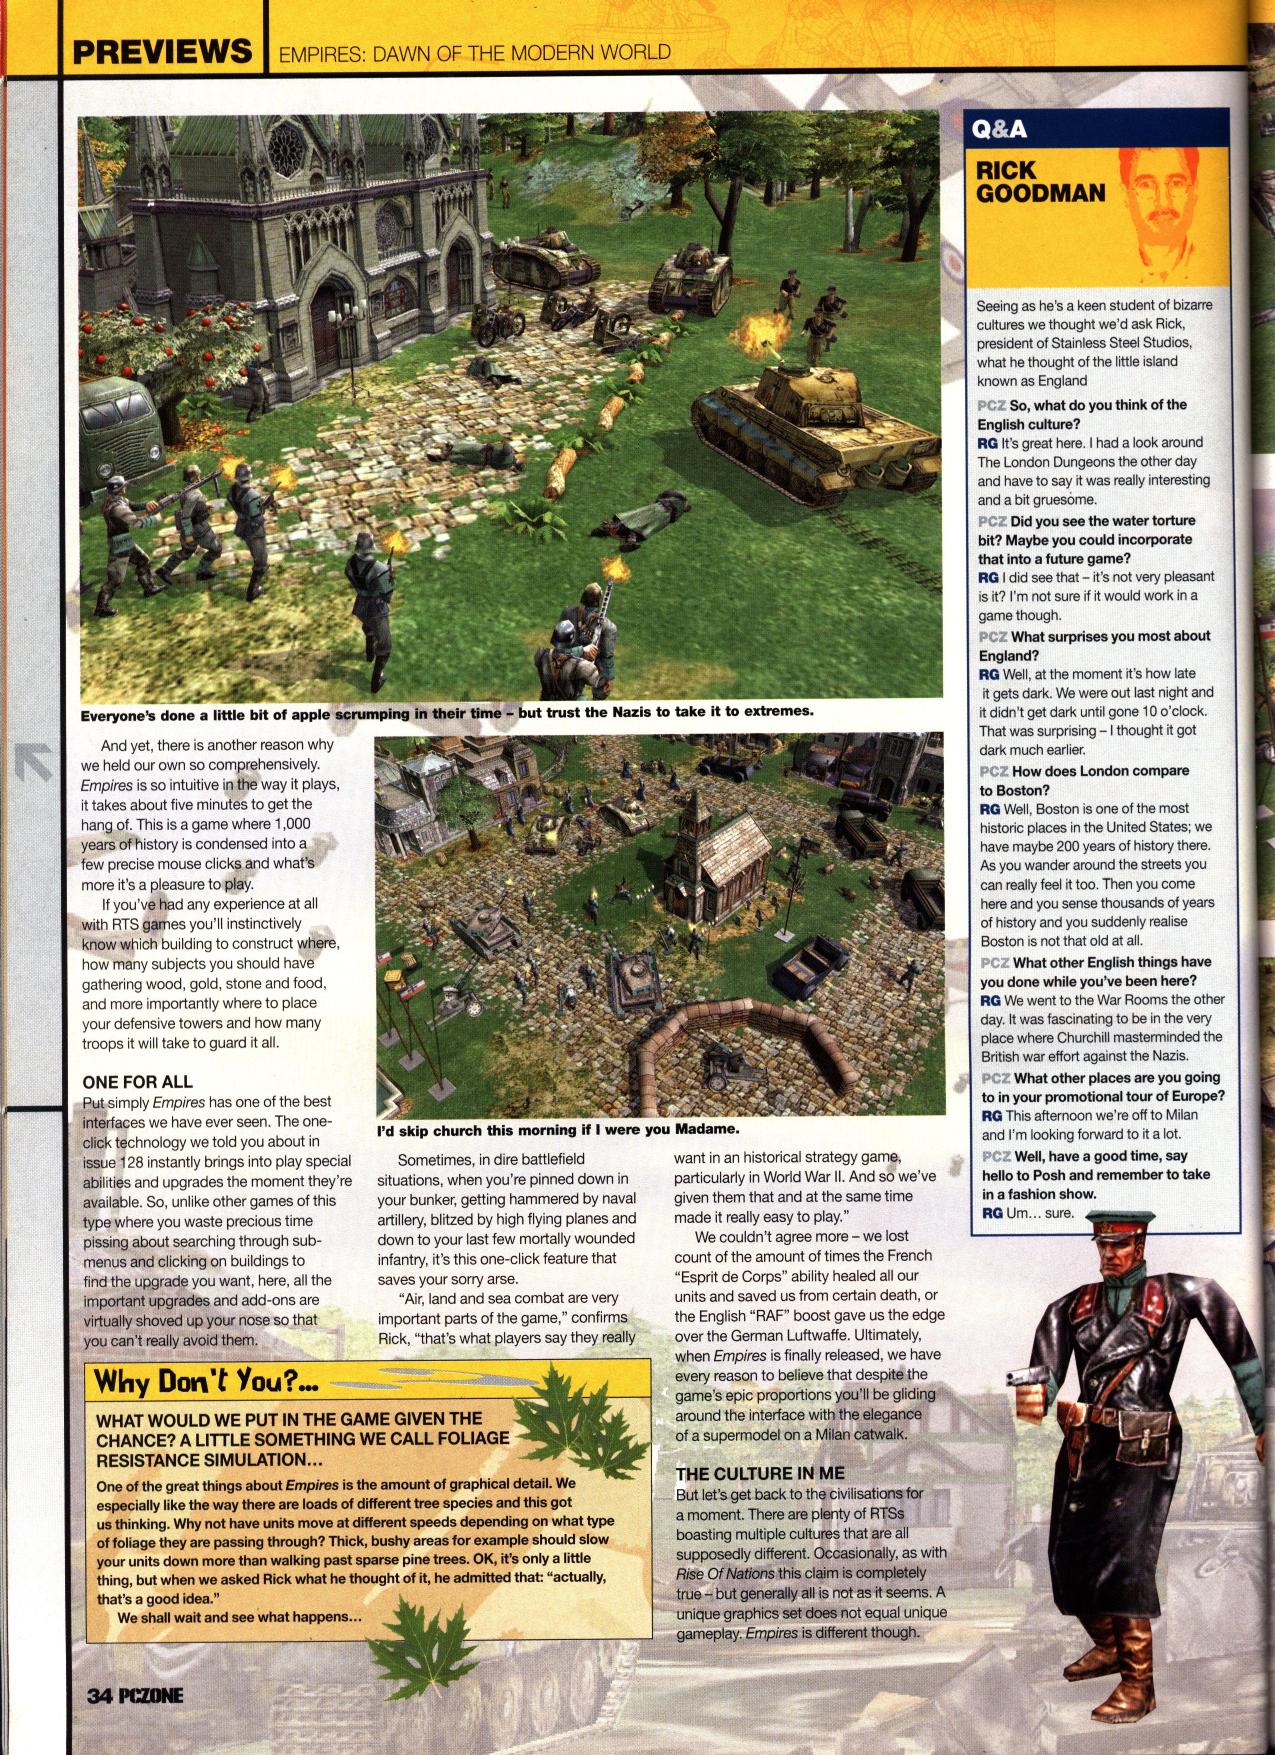 PREVIEWS
EMPIRES: DAWN OF THE MODERN WORLD
Everyone's done a little bit of apple scrumping in their time – but trust the Nazis to take it to extremes.
And yet, there is another reason why
we held our own so comprehensively.
Empires is so intuitive in the way it plays,
it takes about five minutes to get the
hang of. This is a game where 1,000
years of history is condensed into a
few precise mouse clicks and what's
more it's a pleasure to play.
If you've had any experience at all
with RTS games you'll instinctively
know which building to construct where,
how many subjects you should have
gathering wood, gold, stone and food,
and more importantly where to place
your defensive towers and how many
troops it will take to guard it all.
ONE FOR ALL
Put simply Empires has one of the best
interfaces we have ever seen. The one-
click technology we told you about in
issue 128 instantly brings into play special
abilities and upgrades the moment they're
available. So, unlike other games of this
type where you waste precious time
pissing about searching through sub-
menus and clicking on buildings to
find the upgrade you want, here, all the
important upgrades and add-ons are
virtually shoved up your nose so that
you can't really avoid them.
I'd skip church this morning if I were you Madame.
Sometimes, in dire battlefield
situations, when you're pinned down in
your bunker, getting hammered by naval
artillery, blitzed by high flying planes and
down to your last few mortally wounded
infantry, it's this one-click feature that
saves your sorry arse.
"Air, land and sea combat are very
important parts of the game," confirms
Rick, "that's what players say they really
want in an historical strategy game,
particularly in World War II. And so we've
given them that and at the same time
made it really easy to play."
We couldn't agree more – we lost
count of the amount of times the French
"Esprit de Corps" ability healed all our
units and saved us from certain death, or
the English "RAF" boost gave us the edge
over the German Luftwaffe. Ultimately,
when Empires is finally released, we have
every reason to believe that despite the
game's epic proportions you'll be gliding
around the interface with the elegance
of a supermodel on a Milan catwalk.
THE CULTURE IN ME
But let's get back to the civilisations for
a moment. There are plenty of RTSs
boasting multiple cultures that are all
supposedly different. Occasionally, as with
Rise Of Nations this claim is completely
true – but generally all is not as it seems. A
unique graphics set does not equal unique
gameplay. Empires is different though.
Why Don't You?...
WHAT WOULD WE PUT IN THE GAME GIVEN THE
CHANCE? A LITTLE SOMETHING WE CALL FOLIAGE
RESISTANCE SIMULATION...
One of the great things about Empires is the amount of graphical detail. We
especially like the way there are loads of different tree species and this got
us thinking. Why not have units move at different speeds depending on what type
of foliage they are passing through? Thick, bushy areas for example should slow
your units down more than walking past sparse pine trees. OK, it's only a little
thing, but when we asked Rick what he thought of it, he admitted that: "actually,
that's a good idea."
We shall wait and see what happens...
Q&A
RICK
GOODMAN
Seeing as he's a keen student of bizarre
cultures we thought we'd ask Rick,
president of Stainless Steel Studios,
what he thought of the little island
known as England
PCZ So, what do you think of the
English culture?
RG It's great here. I had a look around
The London Dungeons the other day
and have to say it was really interesting
and a bit gruesome.
PCZ Did you see the water torture
bit? Maybe you could incorporate
that into a future game?
RG I did see that – it's not very pleasant
is it? I'm not sure if it would work in a
game though.
PCZ What surprises you most about
England?
RG Well, at the moment it's how late
it gets dark. We were out last night and
it didn't get dark until gone 10 o'clock.
That was surprising – I thought it got
dark much earlier.
PCZ How does London compare
to Boston?
RG Well, Boston is one of the most
historic places in the United States; we
have maybe 200 years of history there.
As you wander around the streets you
can really feel it too. Then you come
here and you sense thousands of years
of history and you suddenly realise
Boston is not that old at all.
PCZ What other English things have
you done while you've been here?
RG We went to the War Rooms the other
day. It was fascinating to be in the very
place where Churchill masterminded the
British war effort against the Nazis.
PCZ What other places are you going
to in your promotional tour of Europe?
RG This afternoon we're off to Milan
and I'm looking forward to it a lot.
PCZ Well, have a good time, say
hello to Posh and remember to take
in a fashion show.
RG Um... sure.
34 PCZONE